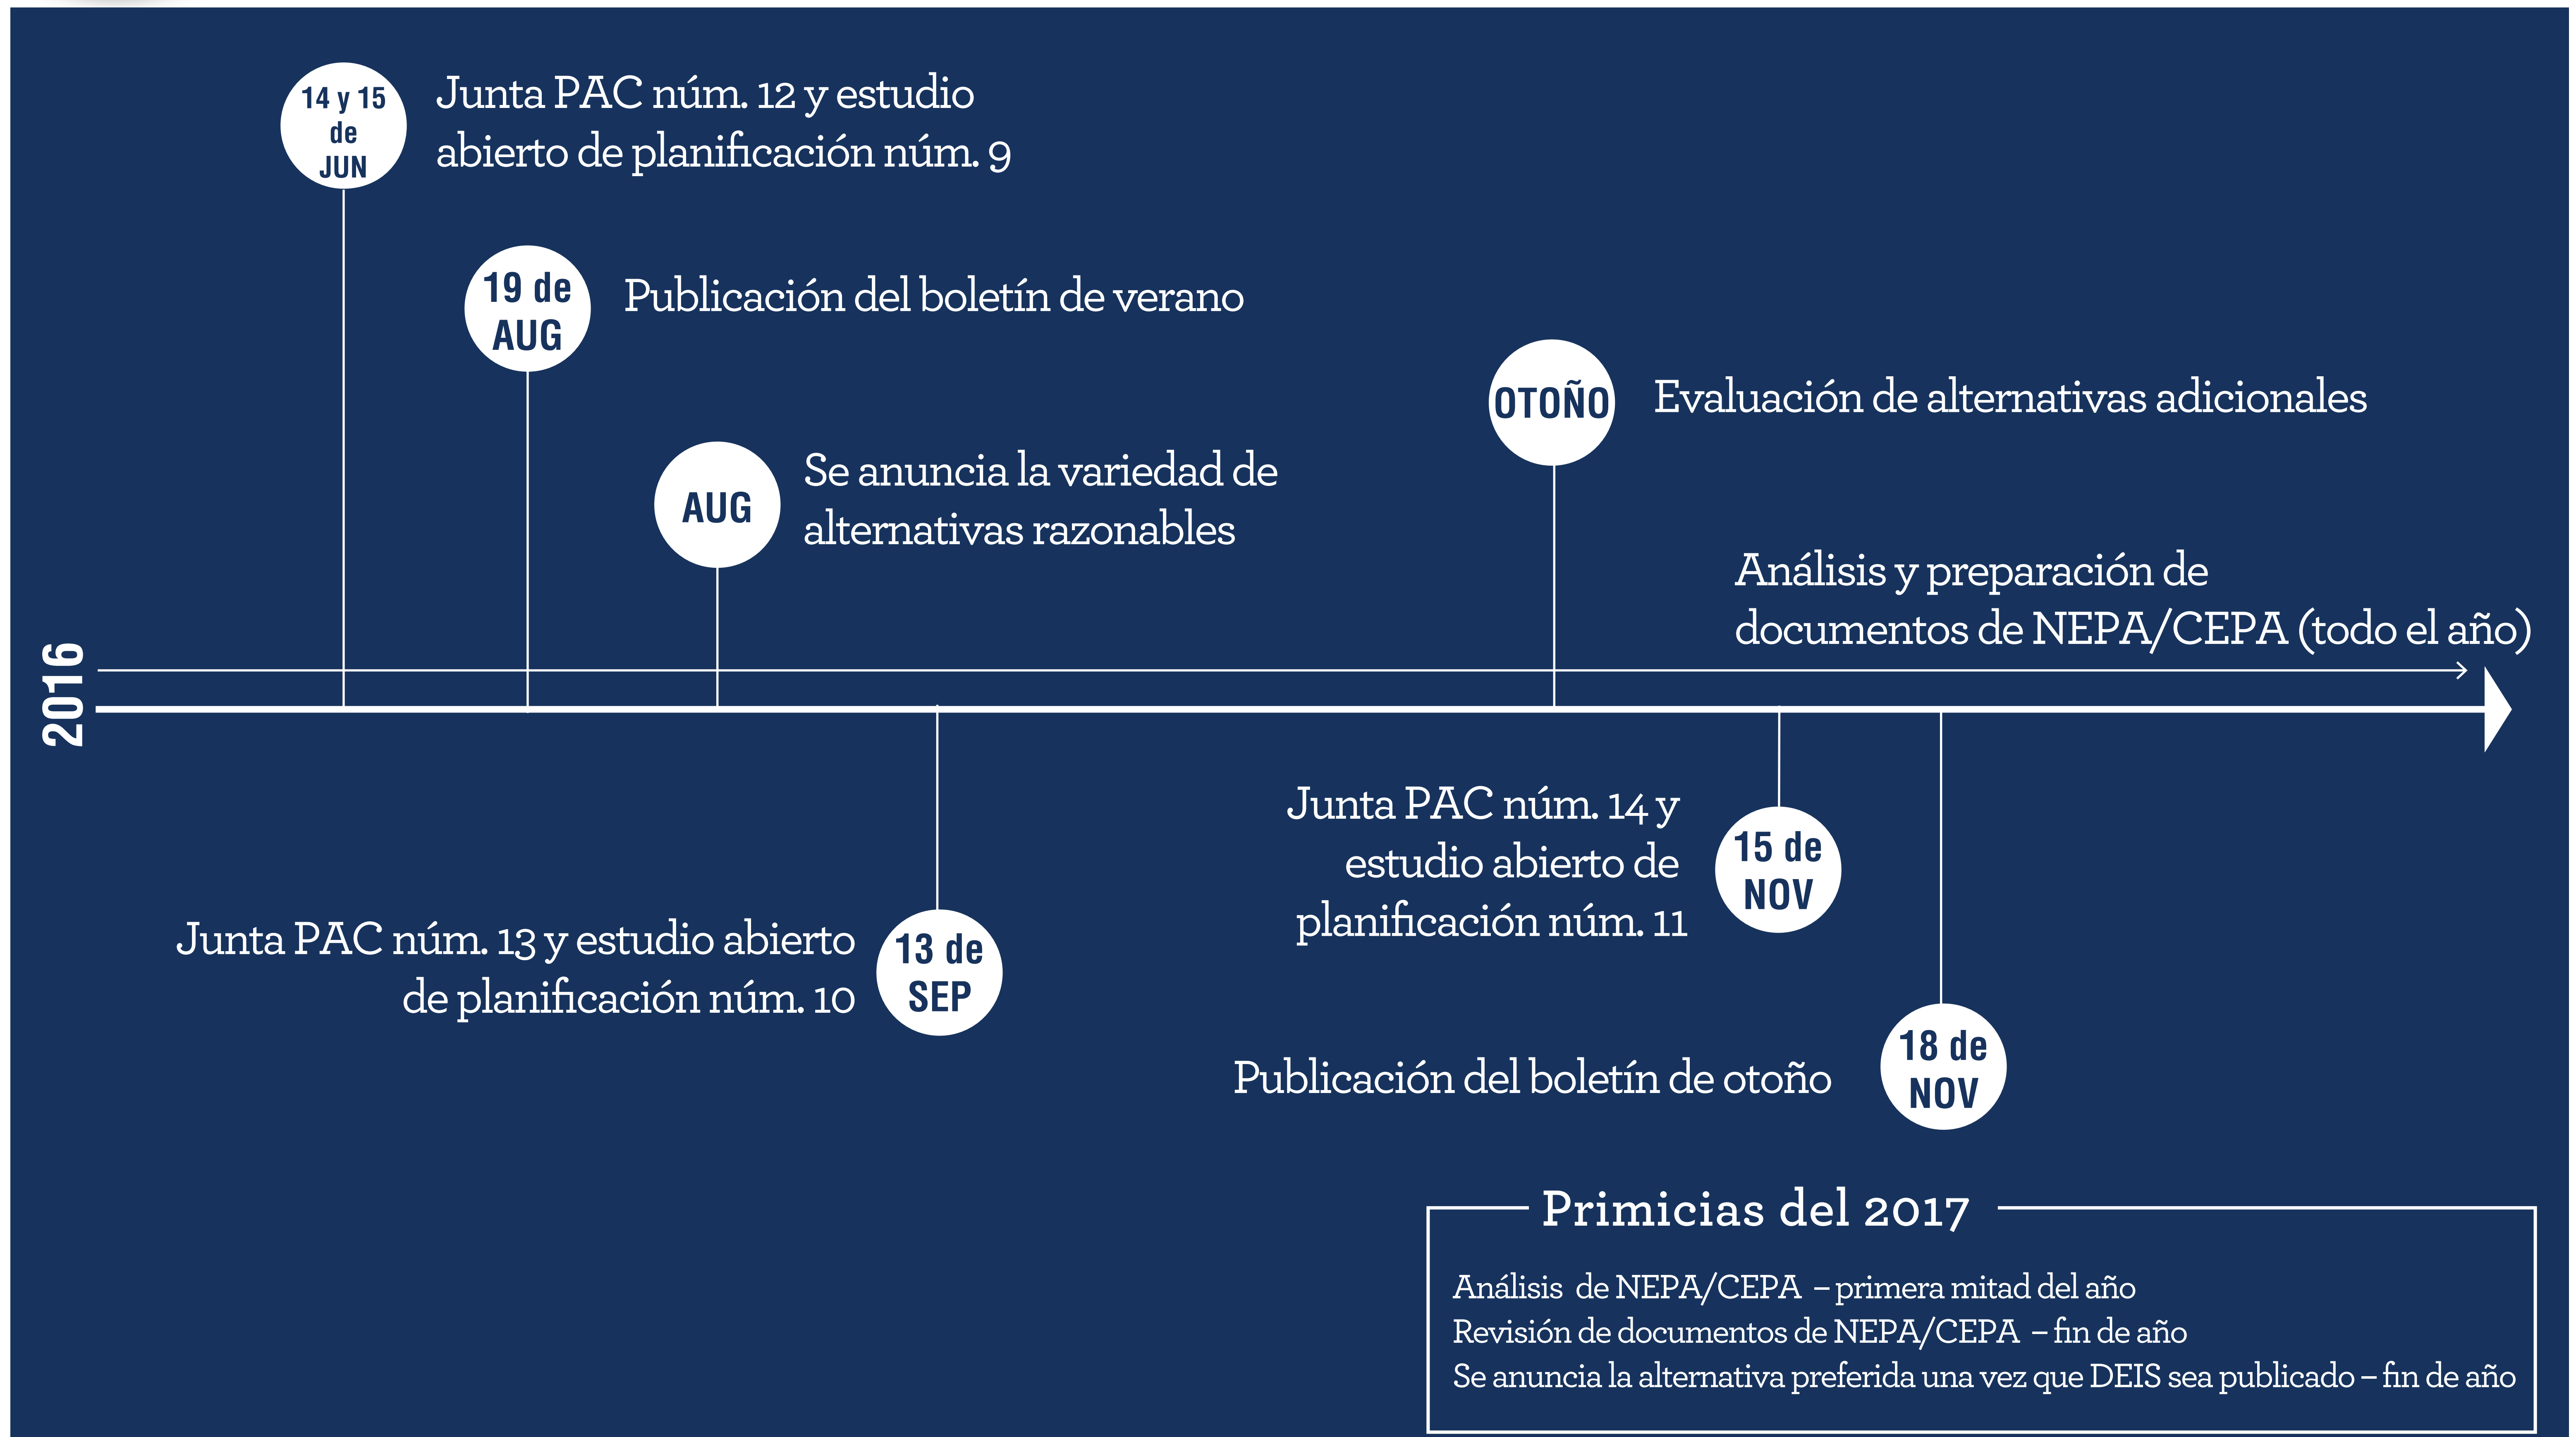 14 y 15
de
JUN
Junta PAC núm. 12 y estudio
abierto de planificación núm. 9
19 de
AUG
Publicación del boletín de verano
AUG
Se anuncia la variedad de
alternativas razonables
OTOÑO
Evaluación de alternativas adicionales
Análisis y preparación de
documentos de NEPA/CEPA (todo el año)
2016
Junta PAC núm. 13 y estudio abierto
de planificación núm. 10
13 de
SEP
Junta PAC núm. 14 y
estudio abierto de
planificación núm. 11
15 de
NOV
Publicación del boletín de otoño
18 de
NOV
Primicias del 2017
Análisis de NEPA/CEPA – primera mitad del año
Revisión de documentos de NEPA/CEPA – fin de año
Se anuncia la alternativa preferida una vez que DEIS sea publicado – fin de año